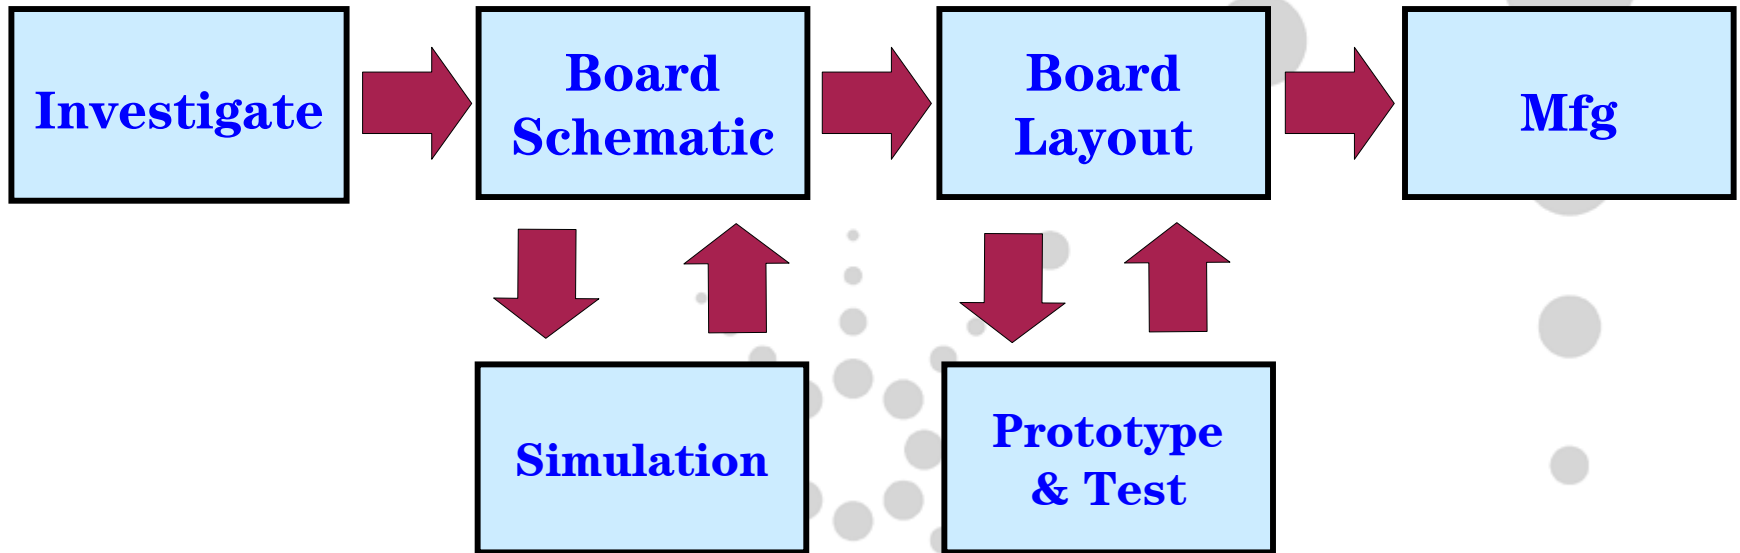 Investigate
Board
Schematic
Board
Layout
Mfg
Simulation
Prototype
& Test